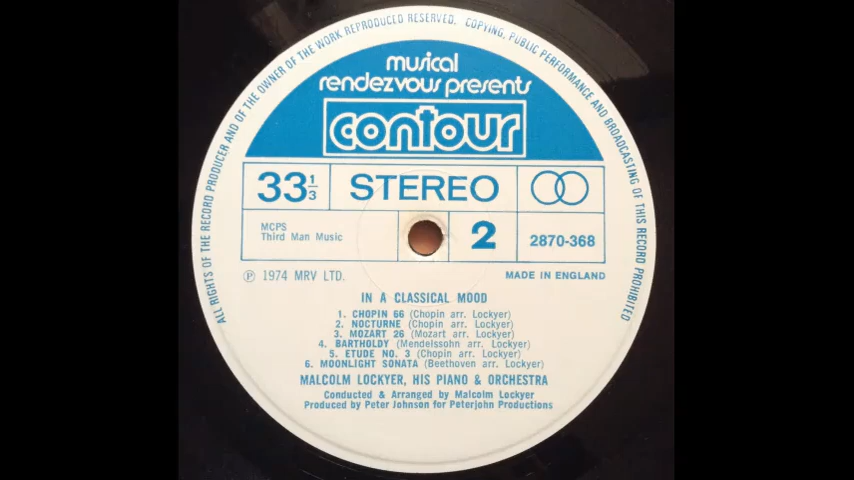 ALL RIGHTS OF THE RECORD PRODUCER AND OF THE OWNER OF THE WORK REPRODUCED RESERVED. COPYING, PUBLIC PERFORMANCE AND BROADCASTING OF THIS RECORD PROHIBITED
musical
rendezvous presents
contour
33 1/3 STEREO
MCPS
Third Man Music
2
2870-368
℗ 1974 MRV LTD.
MADE IN ENGLAND
IN A CLASSICAL MOOD
1. CHOPIN 66 (Chopin arr. Lockyer)
2. NOCTURNE (Chopin arr. Lockyer)
3. MOZART 26 (Mozart arr. Lockyer)
4. BARTHOLDY (Mendelssohn arr. Lockyer)
5. ETUDE NO. 3 (Chopin arr. Lockyer)
6. MOONLIGHT SONATA (Beethoven arr. Lockyer)
MALCOLM LOCKYER, HIS PIANO & ORCHESTRA
Conducted & Arranged by Malcolm Lockyer
Produced by Peter Johnson for Peterjohn Productions